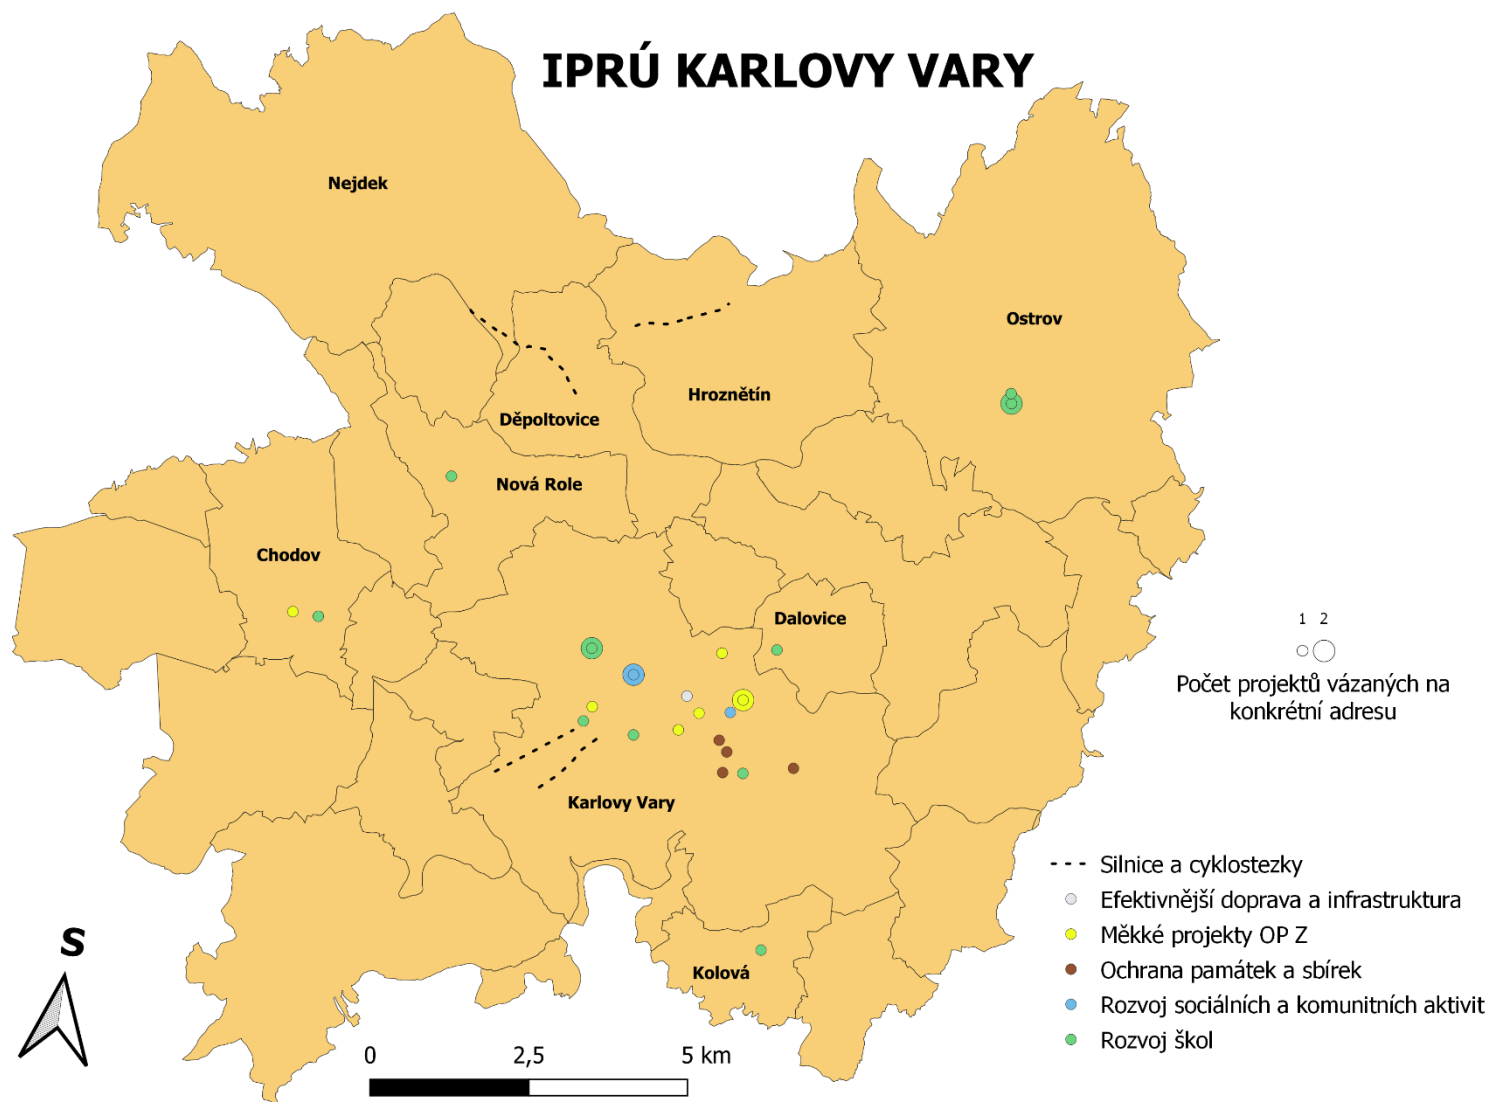 IPRÚ KARLOVY VARY
Nejdek
Ostrov
Hroznětín
Děpoltovice
Nová Role
Chodov
Dalovice
1 2
Počet projektů vázaných na
konkrétní adresu
Karlovy Vary
Kolová
Silnice a cyklostezky
Efektivnější doprava a infrastruktura
Měkké projekty OP Z
Ochrana památek a sbírek
Rozvoj sociálních a komunitních aktivit
Rozvoj škol
S
0 2,5 5 km